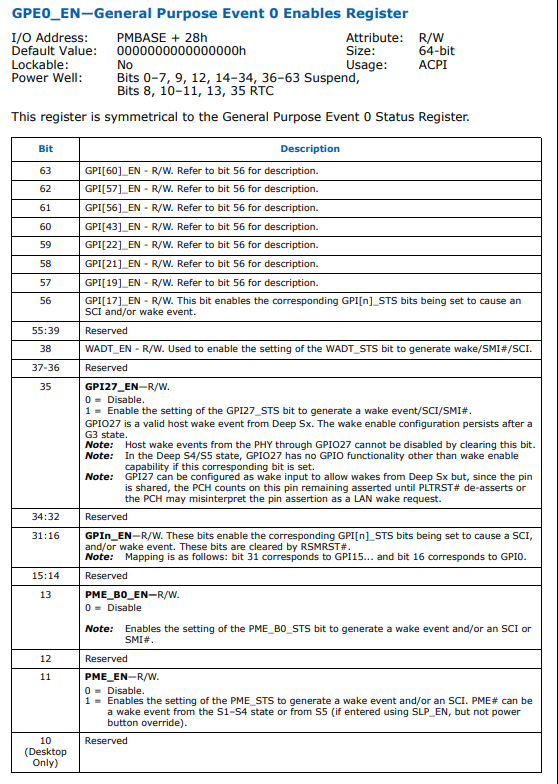 GPE0_EN—General Purpose Event 0 Enables Register
I/O Address: PMBASE + 28h Attribute: R/W
Default Value: 0000000000000000h Size: 64-bit
Lockable: No Usage: ACPI
Power Well: Bits 0–7, 9, 12, 14–34, 36–63 Suspend,
Bits 8, 10–11, 13, 35 RTC
This register is symmetrical to the General Purpose Event 0 Status Register.
Bit Description
63 GPI[60]_EN - R/W. Refer to bit 56 for description.
62 GPI[57]_EN - R/W. Refer to bit 56 for description.
61 GPI[56]_EN - R/W. Refer to bit 56 for description.
60 GPI[43]_EN - R/W. Refer to bit 56 for description.
59 GPI[22]_EN - R/W. Refer to bit 56 for description.
58 GPI[21]_EN - R/W. Refer to bit 56 for description.
57 GPI[19]_EN - R/W. Refer to bit 56 for description.
56 GPI[17]_EN - R/W. This bit enables the corresponding GPI[n]_STS bits being set to cause an
SCI and/or wake event.
55:39 Reserved
38 WADT_EN - R/W. Used to enable the setting of the WADT_STS bit to generate wake/SMI#/SCI.
37-36 Reserved
35 GPI27_EN—R/W.
0 = Disable.
1 = Enable the setting of the GPI27_STS bit to generate a wake event/SCI/SMI#.
GPIO27 is a valid host wake event from Deep Sx. The wake enable configuration persists after a
G3 state.
Note: Host wake events from the PHY through GPIO27 cannot be disabled by clearing this bit.
Note: In the Deep S4/S5 state, GPIO27 has no GPIO functionality other than wake enable
capability if this corresponding bit is set.
Note: GPI27 can be configured as wake input to allow wakes from Deep Sx but, since the pin
is shared, the PCH counts on this pin remaining asserted until PLTRST# de-asserts or
the PCH may misinterpret the pin assertion as a LAN wake request.
34:32 Reserved
31:16 GPIn_EN—R/W. These bits enable the corresponding GPI[n]_STS bits being set to cause a SCI,
and/or wake event. These bits are cleared by RSMRST#.
Note: Mapping is as follows: bit 31 corresponds to GPI15... and bit 16 corresponds to GPI0.
15:14 Reserved
13 PME_B0_EN—R/W.
0 = Disable
Note: Enables the setting of the PME_B0_STS bit to generate a wake event and/or an SCI or
SMI#.
12 Reserved
11 PME_EN—R/W.
0 = Disable.
1 = Enables the setting of the PME_STS to generate a wake event and/or an SCI. PME# can be
a wake event from the S1–S4 state or from S5 (if entered using SLP_EN, but not power
button override).
10 Reserved
(Desktop
Only)